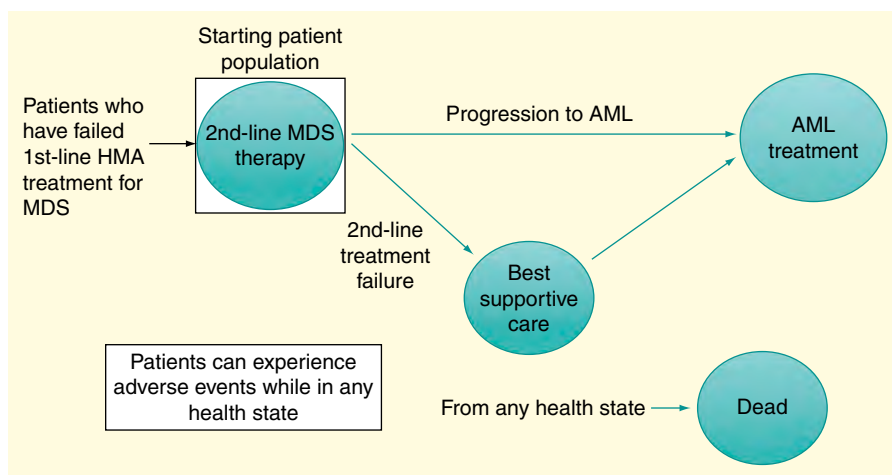 Starting patient
population
Patients who
have failed
1st-line HMA
treatment for
MDS
2nd-line MDS
therapy
Progression to AML
AML
treatment
2nd-line
treatment
failure
Best
supportive
care
Patients can experience
adverse events while in any
health state
From any health state
Dead